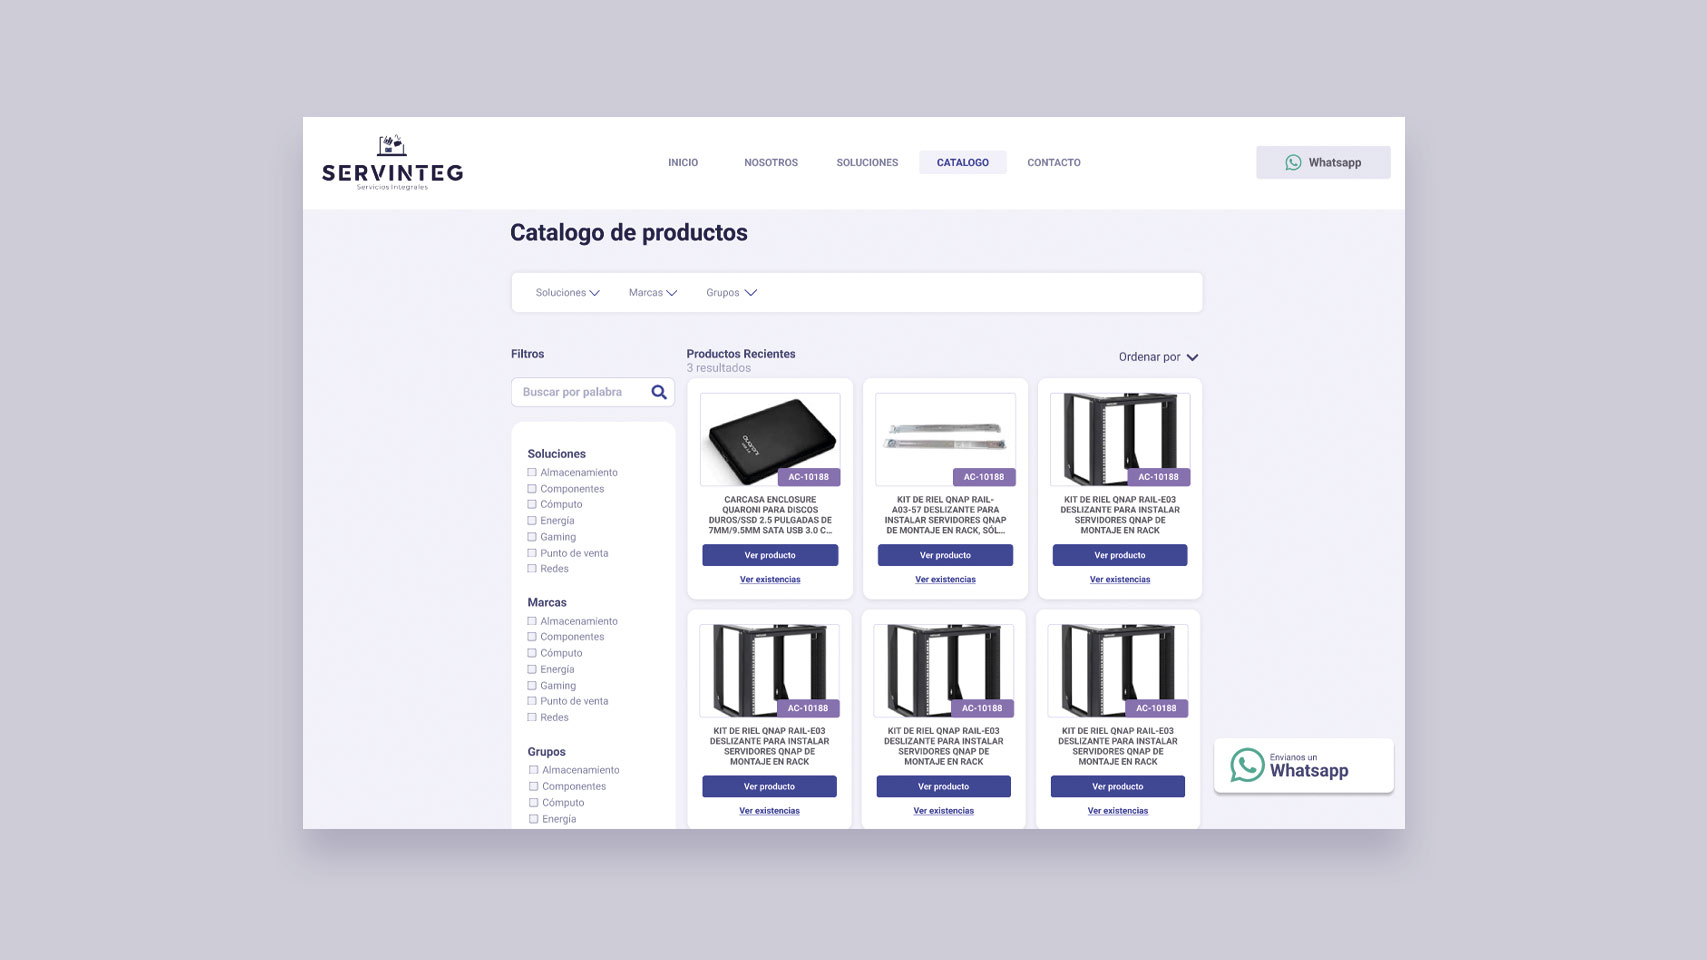 SERVINTEG
Servicios Integrales
INICIO
NOSOTROS
SOLUCIONES
CATALOGO
CONTACTO
Whatsapp
Catalogo de productos
Soluciones
Marcas
Grupos
Filtros
Buscar por palabra
Soluciones
Almacenamiento
Componentes
Cómputo
Energía
Gaming
Punto de venta
Redes
Marcas
Almacenamiento
Componentes
Cómputo
Energía
Gaming
Punto de venta
Redes
Grupos
Almacenamiento
Componentes
Cómputo
Energía
Productos Recientes
3 resultados
Ordenar por
AC-10188
CARCASA ENCLOSURE
QUARONI PARA DISCOS
DUROS/SSD 2.5 PULGADAS DE
7MM/9.5MM SATA USB 3.0 C...
Ver producto
Ver existencias
AC-10188
KIT DE RIEL QNAP RAIL-
A03-57 DESLIZANTE PARA
INSTALAR SERVIDORES QNAP
DE MONTAJE EN RACK, SÓL...
Ver producto
Ver existencias
AC-10188
KIT DE RIEL QNAP RAIL-E03
DESLIZANTE PARA INSTALAR
SERVIDORES QNAP DE
MONTAJE EN RACK
Ver producto
Ver existencias
AC-10188
KIT DE RIEL QNAP RAIL-E03
DESLIZANTE PARA INSTALAR
SERVIDORES QNAP DE
MONTAJE EN RACK
Ver producto
Ver existencias
AC-10188
KIT DE RIEL QNAP RAIL-E03
DESLIZANTE PARA INSTALAR
SERVIDORES QNAP DE
MONTAJE EN RACK
Ver producto
Ver existencias
AC-10188
KIT DE RIEL QNAP RAIL-E03
DESLIZANTE PARA INSTALAR
SERVIDORES QNAP DE
MONTAJE EN RACK
Ver producto
Ver existencias
Envianos un
Whatsapp